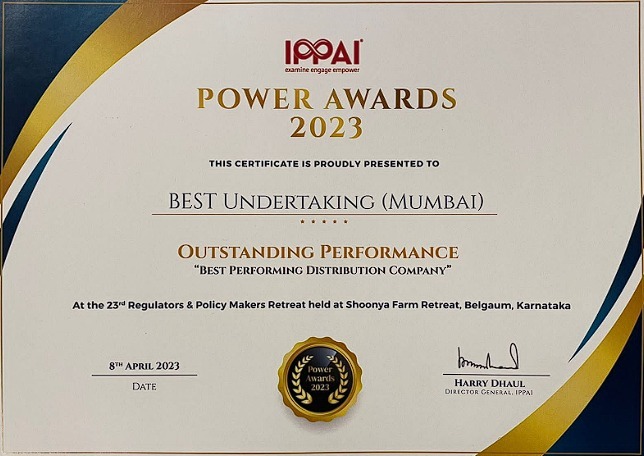 IPPAI®
examine engage empower
POWER AWARDS
2023
THIS CERTIFICATE IS PROUDLY PRESENTED TO
BEST UNDERTAKING (MUMBAI)
OUTSTANDING PERFORMANCE
"BEST PERFORMING DISTRIBUTION COMPANY"
At the 23rd Regulators & Policy Makers Retreat held at Shoonya Farm Retreat, Belgaum, Karnataka
8TH APRIL 2023
DATE
Power
Awards
2023
HARRY DHAUL
DIRECTOR GENERAL, IPPAI